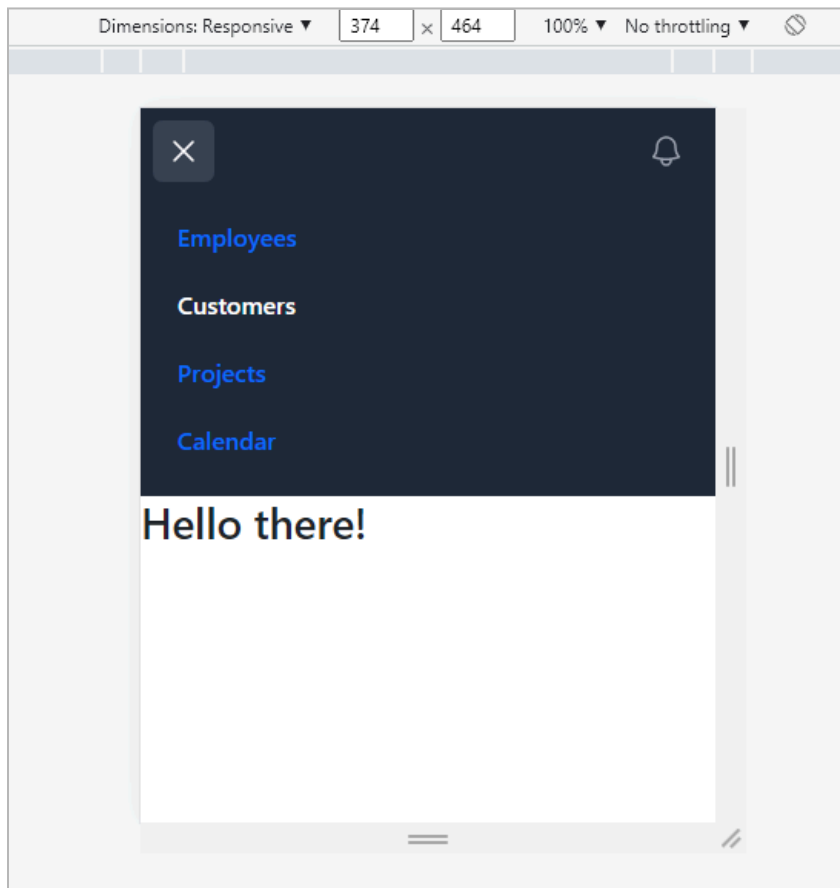 Dimensions: Responsive ▼ 374 × 464 100% ▼ No throttling ▼
Employees
Customers
Projects
Calendar
Hello there!